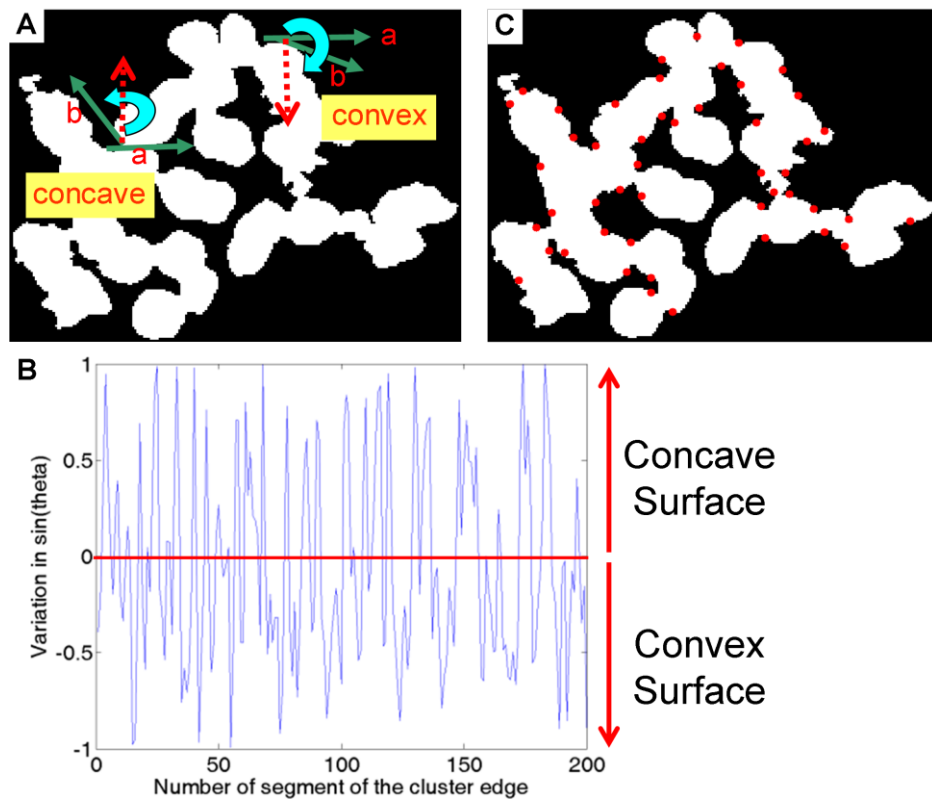 A
a
b
convex
b
a
concave
C
B
1
0.5
0
-0.5
-1
Variation in sin(theta)
0
50
100
150
200
Number of segment of the cluster edge
Concave
Surface
Convex
Surface